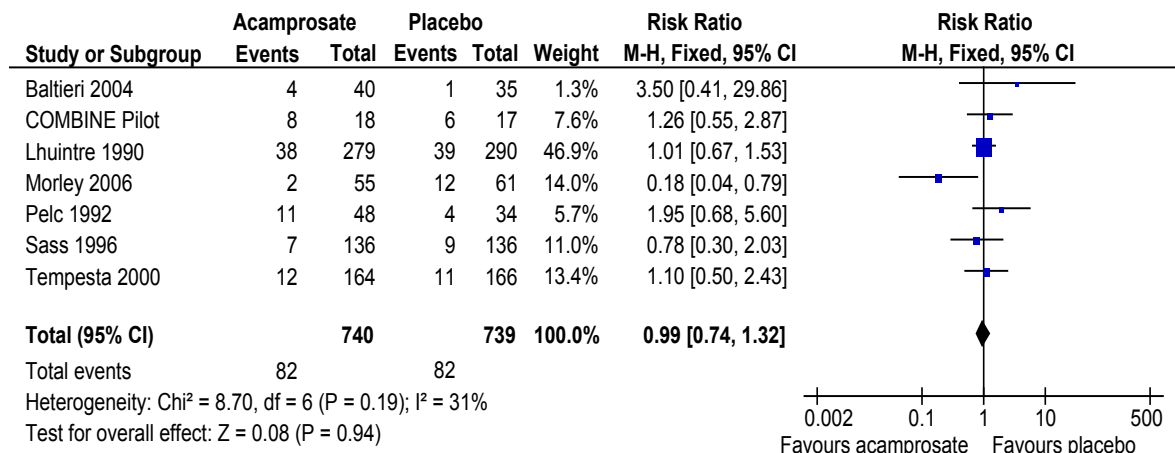 Acamprosate Placebo Risk Ratio Risk Ratio
Study or Subgroup Events Total Events Total Weight M-H, Fixed, 95% CI M-H, Fixed, 95% CI
Baltieri 2004 4 40 1 35 1.3% 3.50 [0.41, 29.86]
COMBINE Pilot 8 18 6 17 7.6% 1.26 [0.55, 2.87]
Lhuintre 1990 38 279 39 290 46.9% 1.01 [0.67, 1.53]
Morley 2006 2 55 12 61 14.0% 0.18 [0.04, 0.79]
Pelc 1992 11 48 4 34 5.7% 1.95 [0.68, 5.60]
Sass 1996 7 136 9 136 11.0% 0.78 [0.30, 2.03]
Tempesta 2000 12 164 11 166 13.4% 1.10 [0.50, 2.43]
Total (95% CI) 740 739 100.0% 0.99 [0.74, 1.32]
Total events 82 82
Heterogeneity: Chi² = 8.70, df = 6 (P = 0.19); I² = 31%
Test for overall effect: Z = 0.08 (P = 0.94)
0.002 0.1 1 10 500
Favours acamprosate Favours placebo